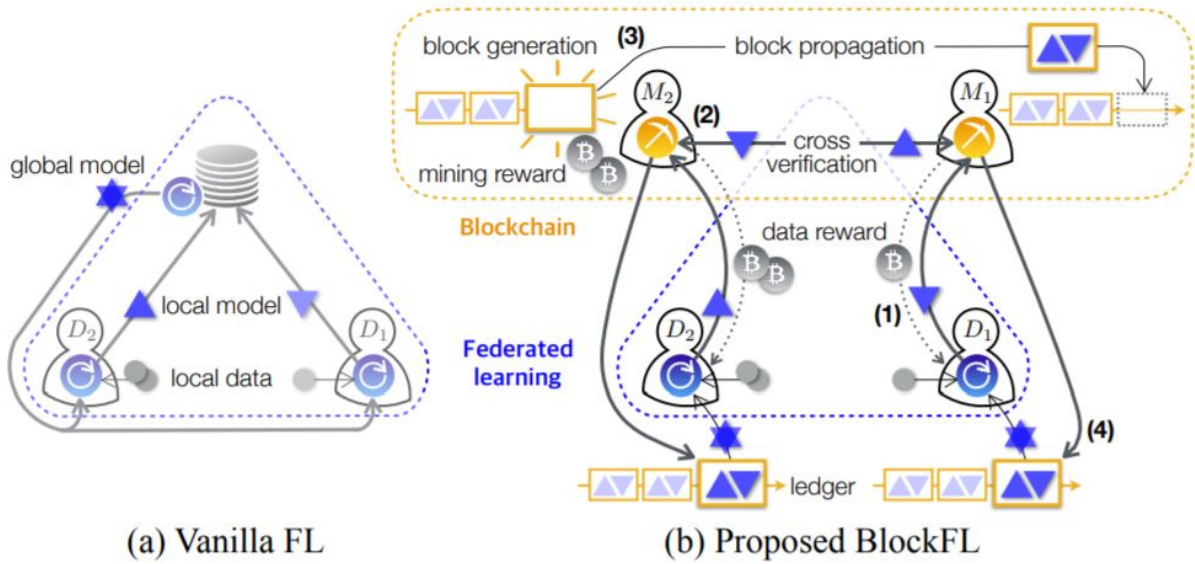 global model
D₂
local model
D₁
local data
(a) Vanilla FL
block generation
(3)
block propagation
M₂
(2)
M₁
cross
verification
mining reward
Blockchain
data reward
(1)
Federated
learning
D₂
D₁
(4)
ledger
(b) Proposed BlockFL